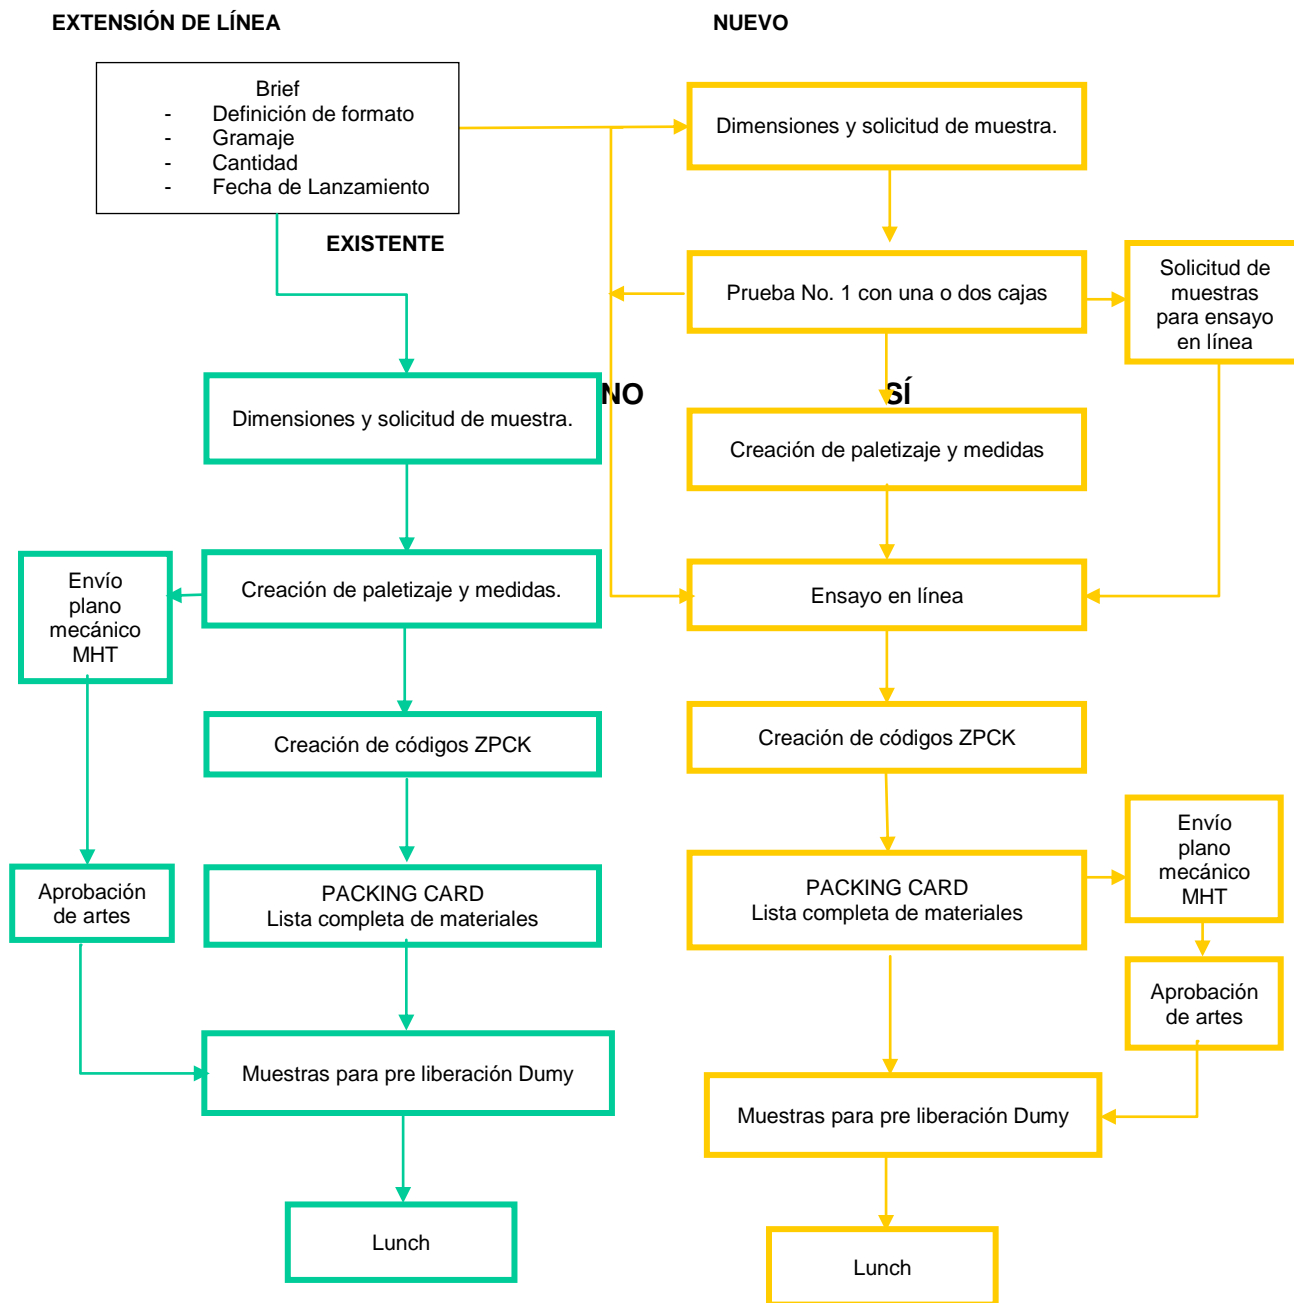 EXTENSIÓN DE LÍNEA
NUEVO
Brief
- Definición de formato
- Gramaje
- Cantidad
- Fecha de Lanzamiento
Dimensiones y solicitud de muestra.
EXISTENTE
Prueba No. 1 con una o dos cajas
Solicitud de
muestras
para ensayo
en línea
NO
SÍ
Dimensiones y solicitud de muestra.
Creación de paletizaje y medidas
Envío
plano
mecánico
MHT
Creación de paletizaje y medidas.
Ensayo en línea
Creación de códigos ZPCK
Creación de códigos ZPCK
Aprobación
de artes
PACKING CARD
Lista completa de materiales
PACKING CARD
Lista completa de materiales
Envío
plano
mecánico
MHT
Aprobación
de artes
Muestras para pre liberación Dumy
Muestras para pre liberación Dumy
Lunch
Lunch